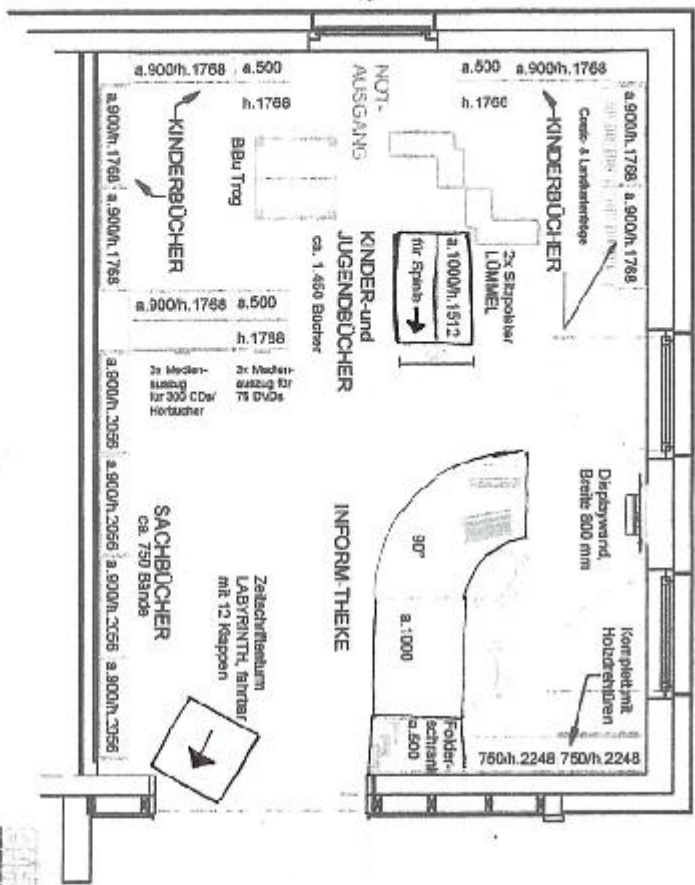 a.900/h.1768
a.500
h.1768
NOT-
AUSGANG
a.500
a.900/h.1768
h.1768
a.900/h.1768
a.900/h.1768
KINDERBÜCHER
BiBu Trog
KINDERBÜCHER
a.900/h.1768
a.900/h.1768
2x Sitzpolster
LÜMMEL
a.1000/h.1512
für Spiele
KINDER-und
JUGENDBÜCHER
ca. 1.450 Bücher
a.900/h.1768
a.500
h.1768
3x Medien-
auszug
für 300 CDs/
Hörbücher
3x Medien-
auszug für
75 DVDs
a.900/h.2056
a.900/h.2056
a.900/h.2056
a.900/h.2056
SACHBÜCHER
ca. 750 Bände
Zeitschriftenturm
LABYRINTH, fahrbar
mit 12 Klappen
INFORM-THEKE
90°
a.1000
Folder-
schrank
a.500
Displaywand,
Breite 800 mm
Komplett mit
Holzdrehtüren
750/h.2248
750/h.2248